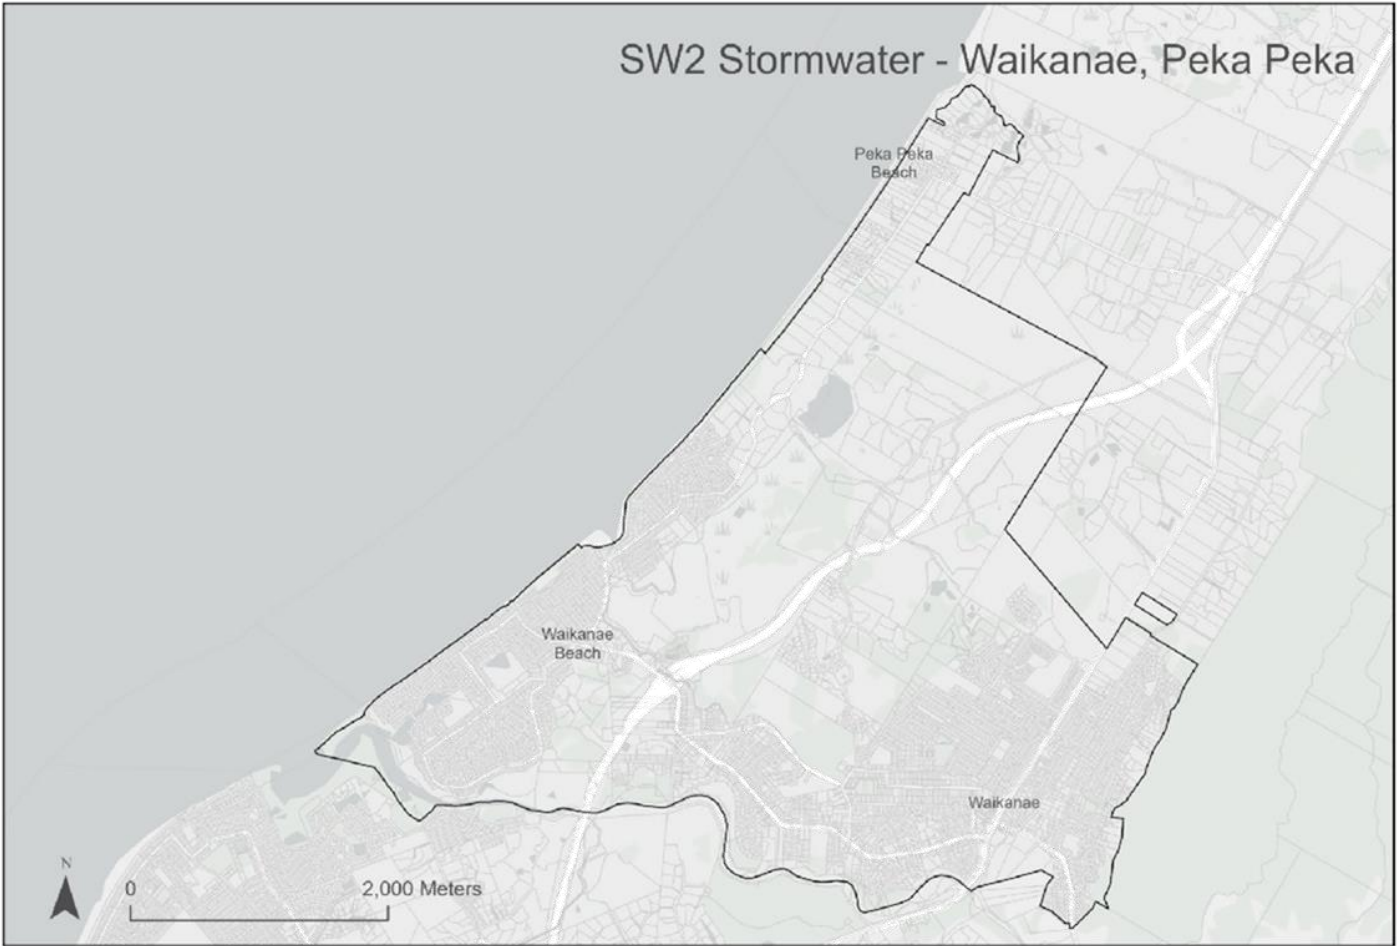 SW2 Stormwater - Waikanae, Peka Peka
Peka Peka
Beach
Waikanae
Beach
Waikanae
N
0
2,000 Meters